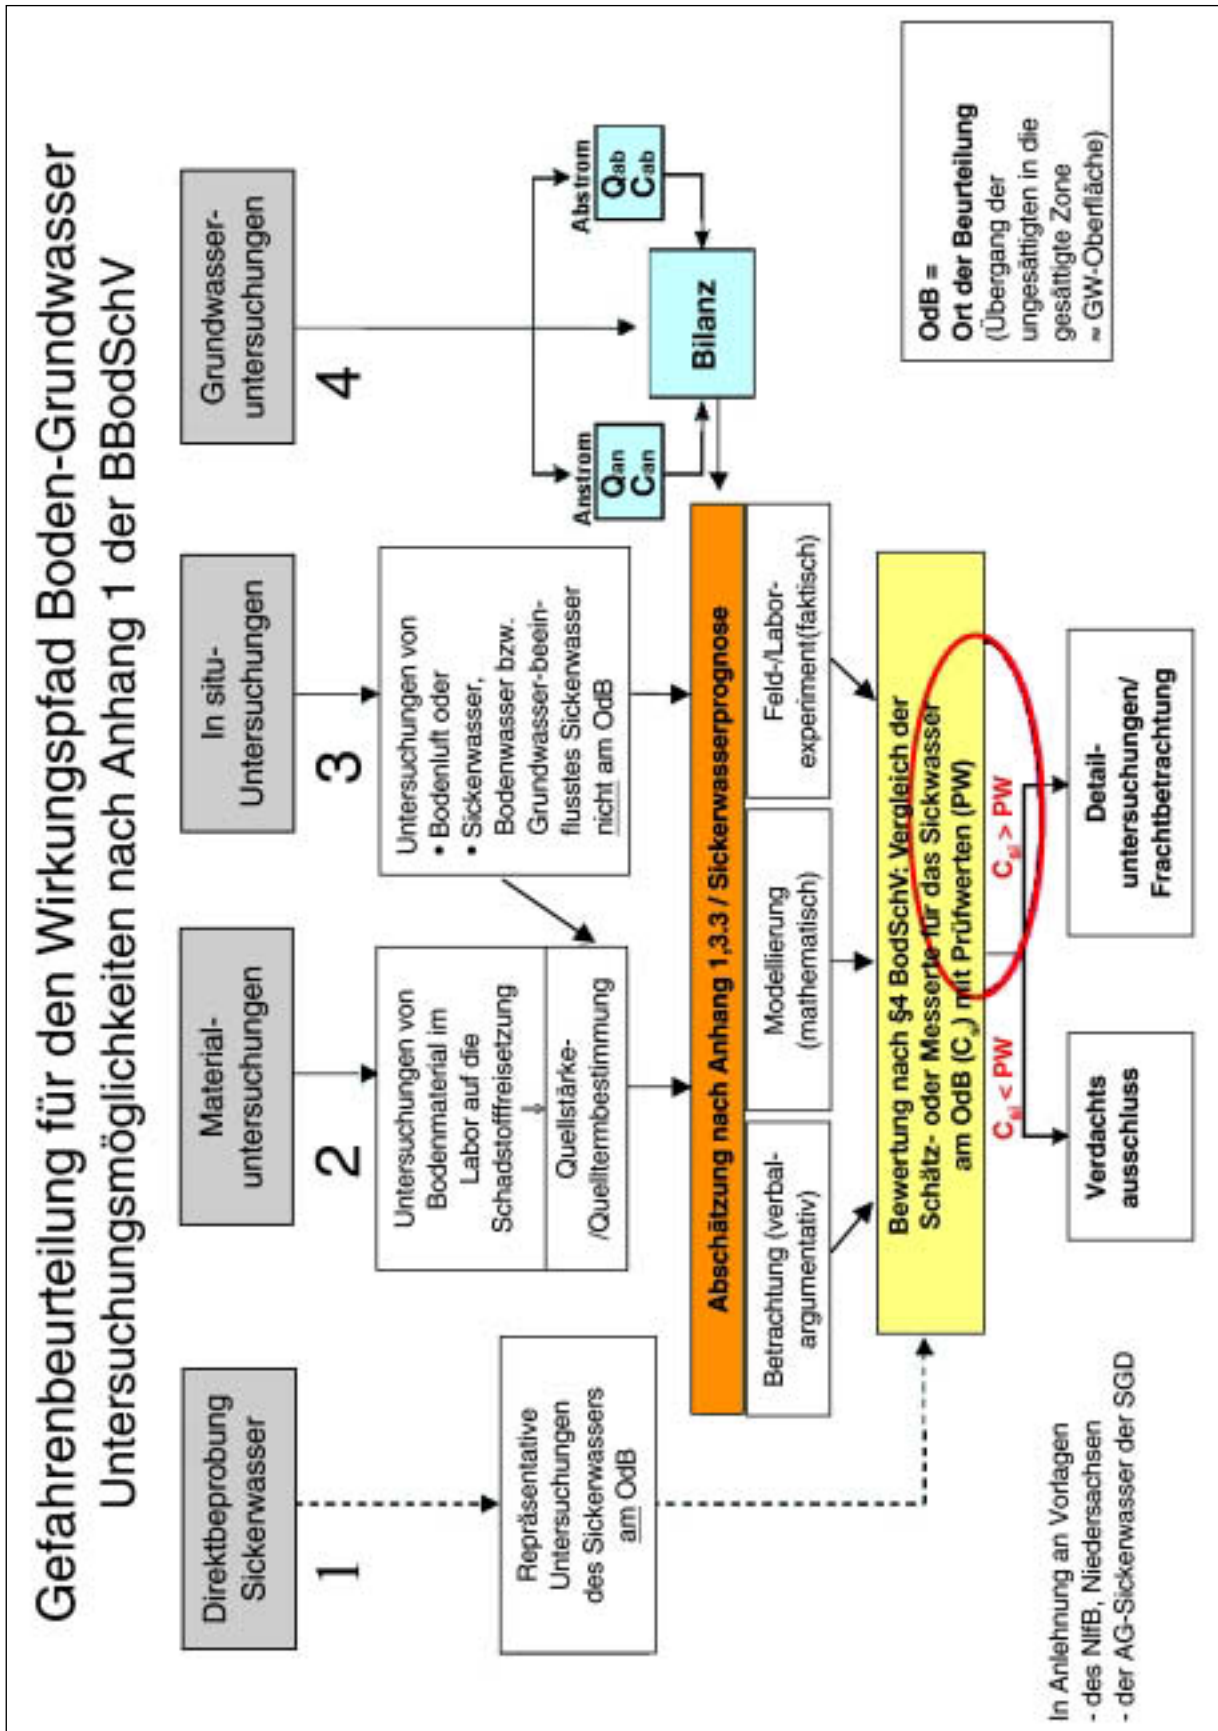 Gefahrenbeurteilung für den Wirkungspfad Boden-Grundwasser
Untersuchungsmöglichkeiten nach Anhang 1 der BBodSchV
Direktbeprobung
Sickerwasser
1
Repräsentative
Untersuchungen
des Sickerwassers
am OdB
Material-
untersuchungen
2
Untersuchungen von
Bodenmaterial im
Labor auf die
Schadstofffreisetzung
Quellstärke-
/Quelltermbestimmung
In situ-
Untersuchungen
3
Untersuchungen von
• Bodenluft oder
• Sickerwasser,
Bodenwasser bzw.
Grundwasser-beein-
flusstes Sickerwasser
nicht am OdB
Grundwasser-
untersuchungen
4
Anstrom
Qan
Can
Abstrom
Qab
Cab
Bilanz
Abschätzung nach Anhang 1,3.3 / Sickerwasserprognose
Betrachtung (verbal-
argumentativ)
Modellierung
(mathematisch)
Feld-/Labor-
experiment(faktisch)
Bewertung nach §4 BodSchV: Vergleich der
Schätz- oder Messerte für das Sickwasser
am OdB (Csi) mit Prüfwerten (PW)
Csi < PW
Csi > PW
Verdachts
ausschluss
Detail-
untersuchungen/
Frachtbetrachtung
OdB =
Ort der Beurteilung
(Übergang der
ungesättigten in die
gesättigte Zone
≈ GW-Oberfläche)
In Anlehnung an Vorlagen
- des NlfB, Niedersachsen
- der AG-Sickerwasser der SGD